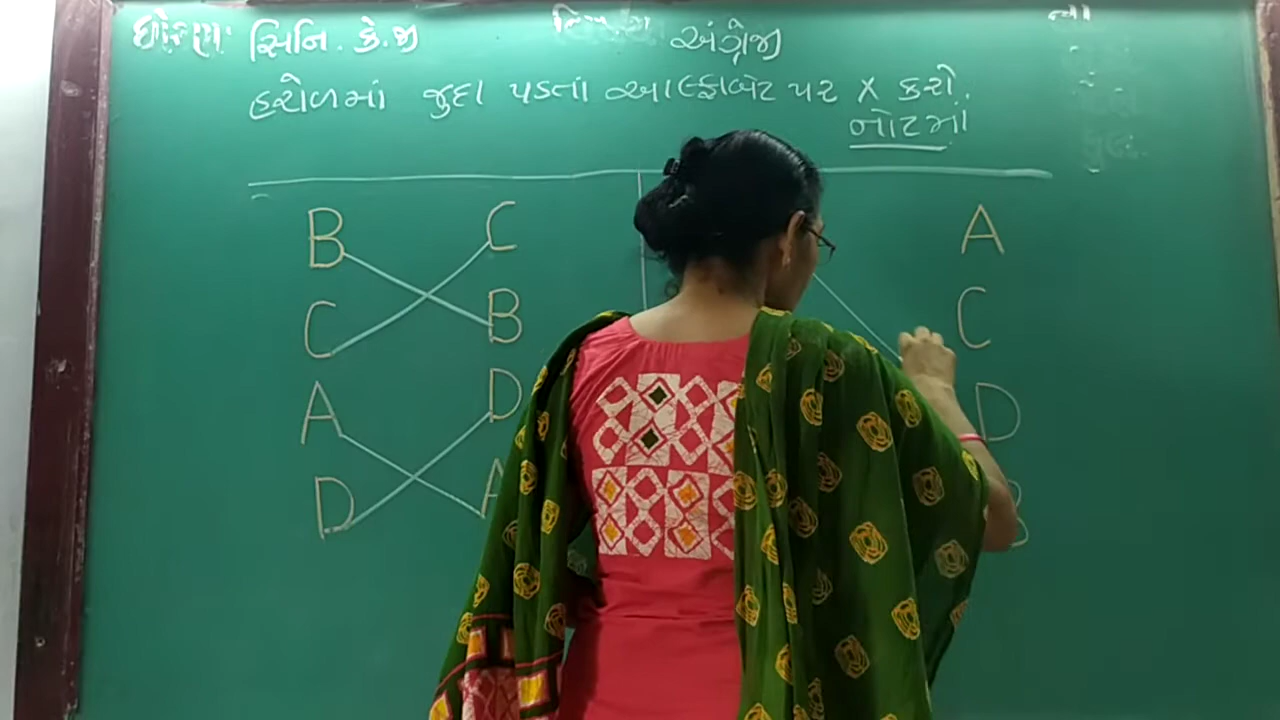 ધોરણ: સિનિ. કે.જી અંગ્રેજી
હરોળમાં જુદા પડતાં આલ્ફાબેટ પર X કરો.
નોટમાં
B C A
C B C
A D D
D A